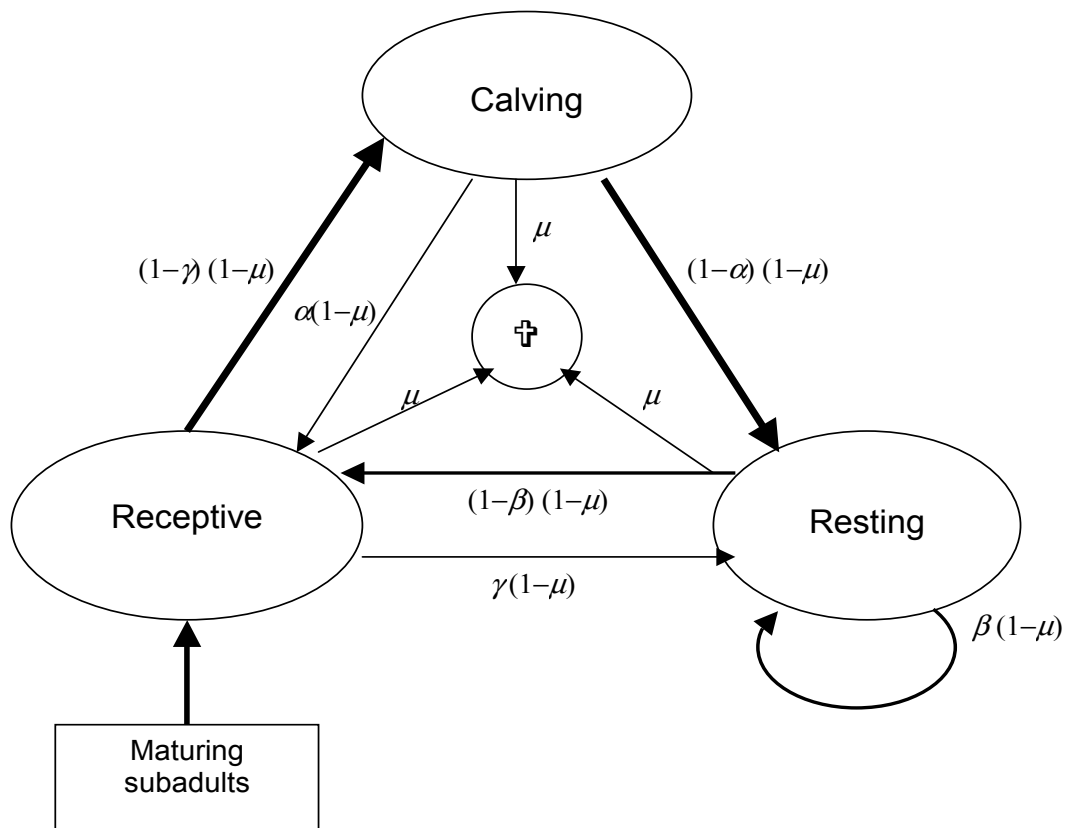 Calving
μ
(1–γ) (1–μ)
(1–α) (1–μ)
α(1–μ)
✞
μ
μ
(1–β) (1–μ)
Receptive
Resting
γ (1–μ)
β (1–μ)
Maturing
subadults